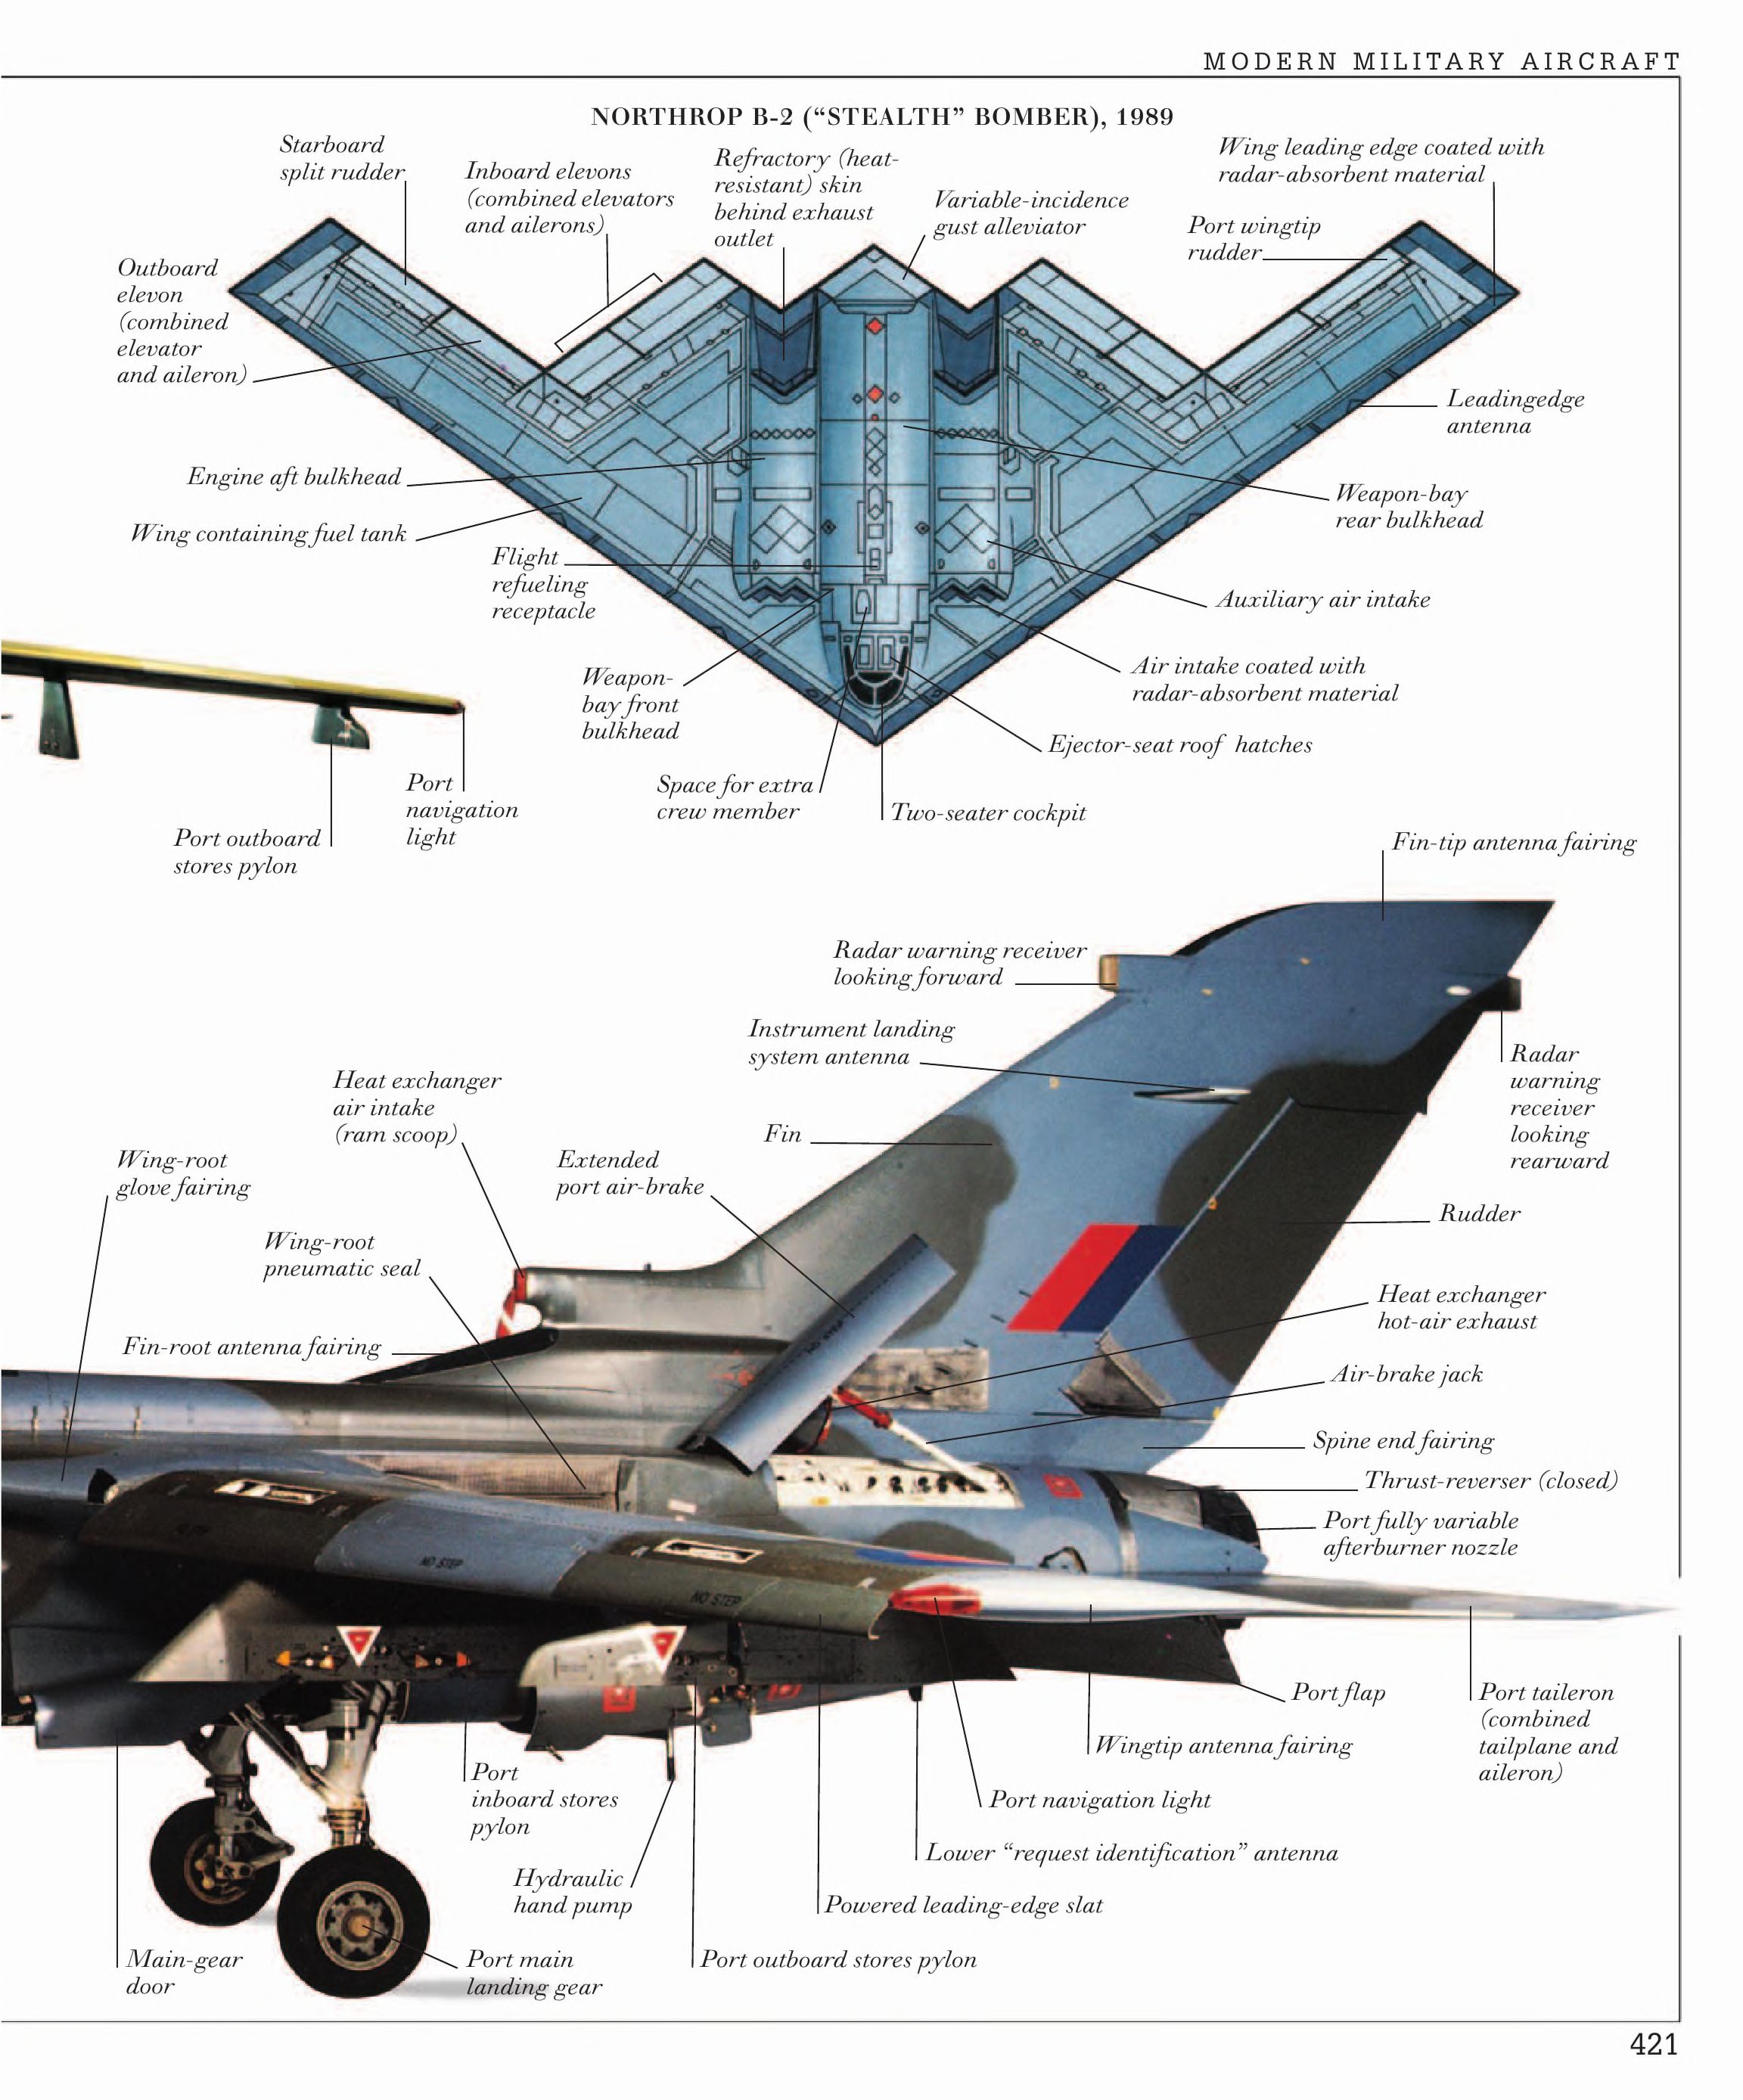 MODERN MILITARY AIRCRAFT
NORTHROP B-2 (“STEALTH” BOMBER), 1989
Starboard
split rudder
Inboard elevons
(combined elevators
and ailerons)
Refractory (heat-
resistant) skin
behind exhaust
outlet
Variable-incidence
gust alleviator
Wing leading edge coated with
radar-absorbent material
Port wingtip
rudder
Outboard
elevon
(combined
elevator
and aileron)
Leadingedge
antenna
Engine aft bulkhead
Weapon-bay
rear bulkhead
Wing containing fuel tank
Flight
refueling
receptacle
Auxiliary air intake
Weapon-
bay front
bulkhead
Air intake coated with
radar-absorbent material
Ejector-seat roof hatches
Space for extra
crew member
Two-seater cockpit
Port
navigation
light
Port outboard
stores pylon
Fin-tip antenna fairing
Radar warning receiver
looking forward
Instrument landing
system antenna
Radar
warning
receiver
looking
rearward
Heat exchanger
air intake
(ram scoop)
Fin
Extended
port air-brake
Wing-root
glove fairing
Rudder
Wing-root
pneumatic seal
Heat exchanger
hot-air exhaust
Fin-root antenna fairing
Air-brake jack
Spine end fairing
Thrust-reverser (closed)
Port fully variable
afterburner nozzle
NO STEP
NO STEP
Port flap
Port taileron
(combined
tailplane and
aileron)
Wingtip antenna fairing
Port
inboard stores
pylon
Port navigation light
Lower “request identification” antenna
Hydraulic
hand pump
Powered leading-edge slat
Main-gear
door
Port main
landing gear
Port outboard stores pylon
421